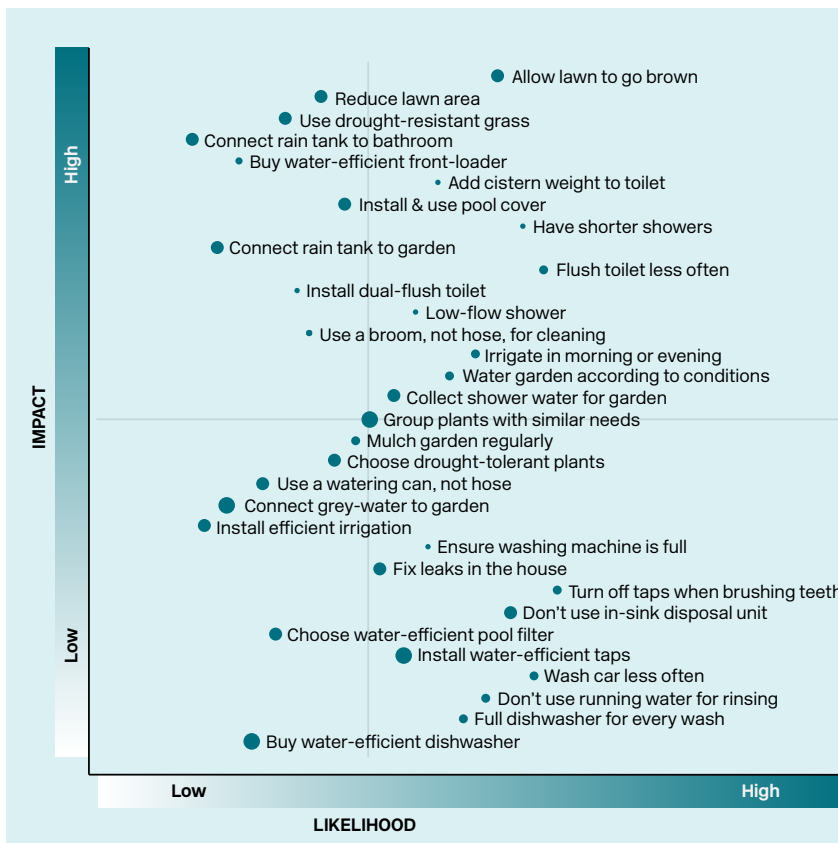 Allow lawn to go brown
Reduce lawn area
Use drought-resistant grass
Connect rain tank to bathroom
Buy water-efficient front-loader
High
Add cistern weight to toilet
Install & use pool cover
Have shorter showers
Connect rain tank to garden
Flush toilet less often
Install dual-flush toilet
Low-flow shower
Use a broom, not hose, for cleaning
Irrigate in morning or evening
Water garden according to conditions
Collect shower water for garden
IMPACT
Group plants with similar needs
Mulch garden regularly
Choose drought-tolerant plants
Use a watering can, not hose
Connect grey-water to garden
Install efficient irrigation
Ensure washing machine is full
Fix leaks in the house
Turn off taps when brushing teeth
Don’t use in-sink disposal unit
Choose water-efficient pool filter
Low
Install water-efficient taps
Wash car less often
Don’t use running water for rinsing
Full dishwasher for every wash
Buy water-efficient dishwasher
Low High
LIKELIHOOD